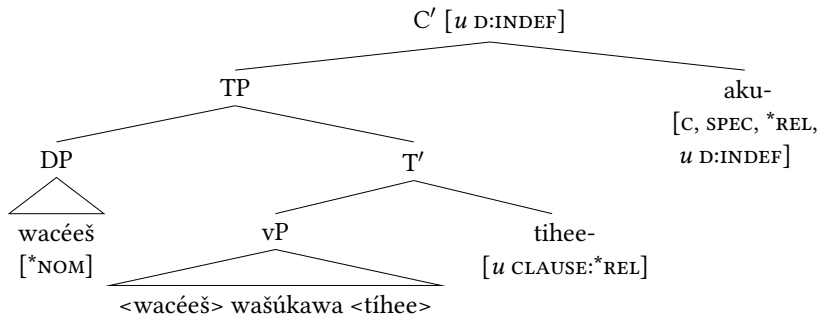 C′ [u D:INDEF]
TP
aku-
[C, SPEC, *REL,
u D:INDEF]
DP
T′
wacéeš
[*NOM]
vP
tihee-
[u CLAUSE:*REL]
<wacéeš> wašúkawa <tíhee>